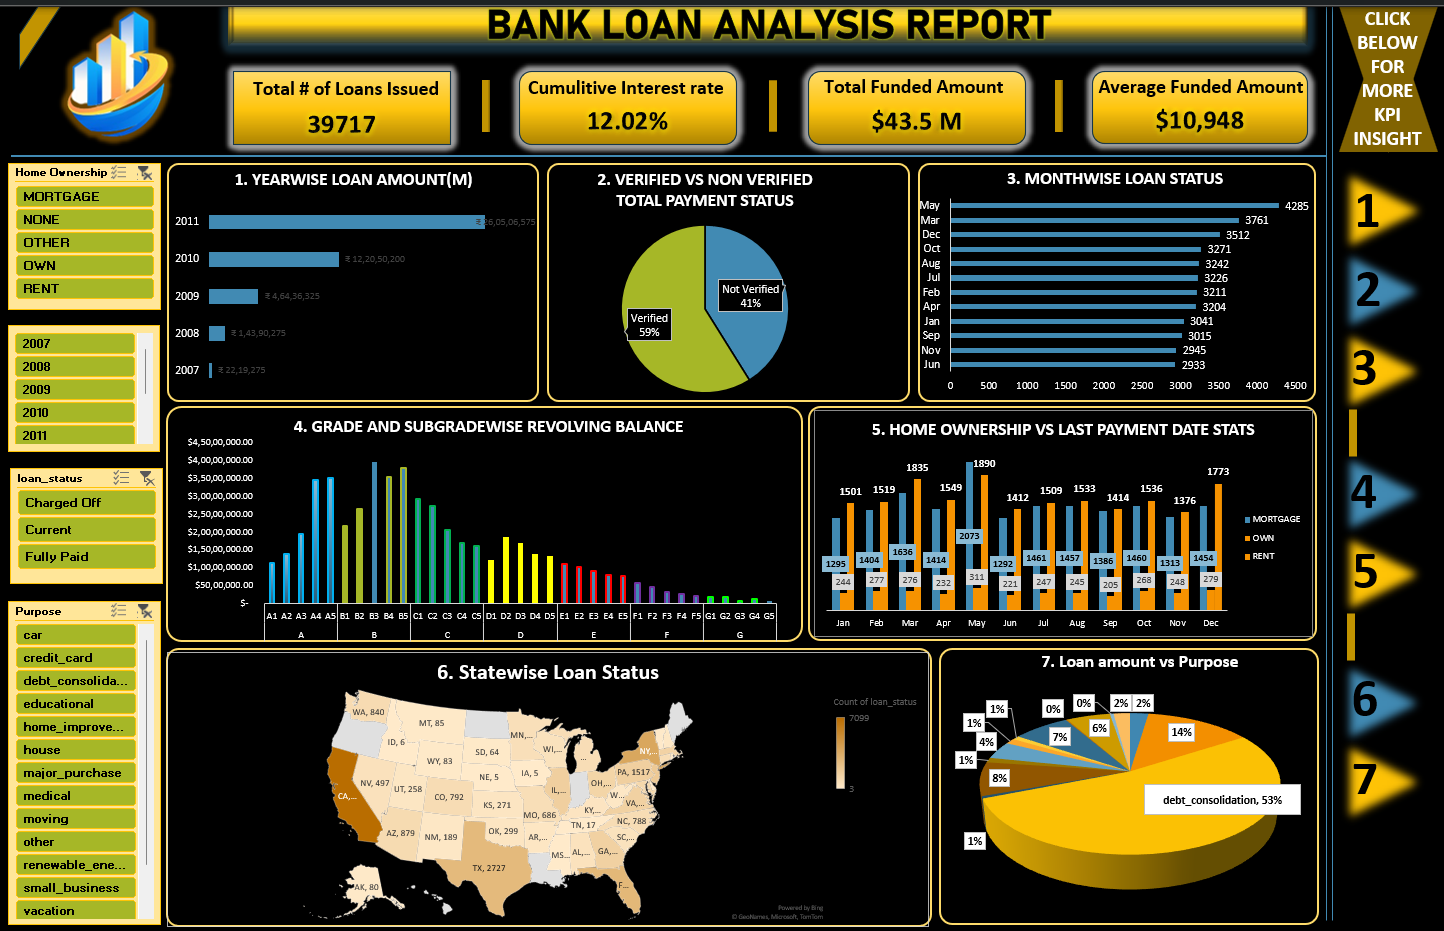 BANK LOAN ANALYSIS REPORT
CLICK
BELOW
FOR
MORE
KPI
INSIGHT
Total # of Loans Issued
39717
Cumulitive Interest rate
12.02%
Total Funded Amount
$43.5 M
Average Funded Amount
$10,948
Home Ownership
MORTGAGE
NONE
OTHER
OWN
RENT
2007
2008
2009
2010
2011
loan_status
Charged Off
Current
Fully Paid
Purpose
car
credit_card
debt_consolida...
educational
home_improve...
house
major_purchase
medical
moving
other
renewable_ene...
small_business
vacation
1. YEARWISE LOAN AMOUNT(M)
2011 ₹ 26,05,06,575
2010 ₹ 12,20,50,200
2009 ₹ 4,64,36,325
2008 ₹ 1,43,90,275
2007 ₹ 22,19,275
2. VERIFIED VS NON VERIFIED
TOTAL PAYMENT STATUS
Not Verified
41%
Verified
59%
3. MONTHWISE LOAN STATUS
May 4285
Mar 3761
Dec 3512
Oct 3271
Aug 3242
Jul 3226
Feb 3211
Apr 3204
Jan 3041
Sep 3015
Nov 2945
Jun 2933
0 500 1000 1500 2000 2500 3000 3500 4000 4500
4. GRADE AND SUBGRADEWISE REVOLVING BALANCE
$4,50,00,000.00
$4,00,00,000.00
$3,50,00,000.00
$3,00,00,000.00
$2,50,00,000.00
$2,00,00,000.00
$1,50,00,000.00
$1,00,00,000.00
$50,00,000.00
$-
A1 A2 A3 A4 A5 B1 B2 B3 B4 B5 C1 C2 C3 C4 C5 D1 D2 D3 D4 D5 E1 E2 E3 E4 E5 F1 F2 F3 F4 F5 G1 G2 G3 G4 G5
A B C D E F G
5. HOME OWNERSHIP VS LAST PAYMENT DATE STATS
1501 1519 1835 1549 1890 1412 1509 1533 1414 1536 1376 1773
1295 1404 1636 1414 2073 1292 1461 1457 1386 1460 1313 1454
244 277 276 232 311 221 247 245 205 268 248 279
Jan Feb Mar Apr May Jun Jul Aug Sep Oct Nov Dec
MORTGAGE
OWN
RENT
6. Statewise Loan Status
WA, 840
MT, 85
MN,...
ID, 6
SD, 64
WI,...
NY,...
WY, 83
NE, 5
IA, 5
PA, 1517
CA,...
NV, 497
UT, 258
CO, 792
KS, 271
MO, 686
IL,...
OH,...
W...
VA,...
KY,...
AZ, 879
NM, 189
OK, 299
AR,...
TN, 17
NC, 788
SC,...
MS...
AL,...
GA,...
TX, 2727
F...
AK, 80
Count of loan_status
7099
3
Powered by Bing
© GeoNames, Microsoft, TomTom
7. Loan amount vs Purpose
1%
1%
4%
1%
8%
1%
0%
7%
0%
6%
2%
2%
14%
debt_consolidation, 53%
1
2
3
4
5
6
7